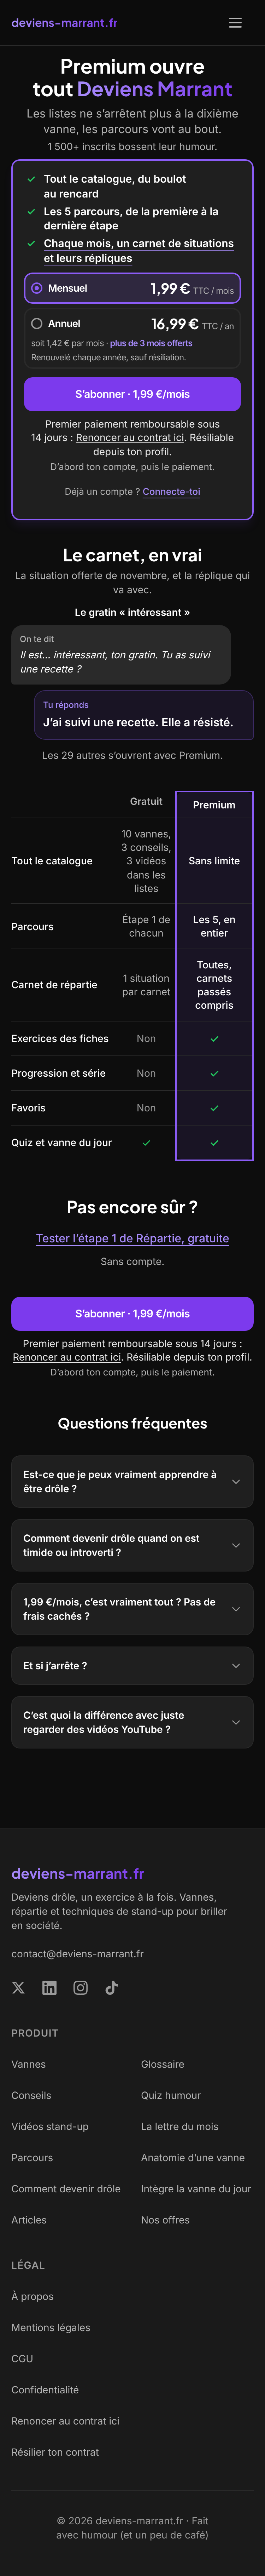 deviens-marrant.fr
Premium ouvre
tout Deviens Marrant
Les listes ne s’arrêtent plus à la dixième
vanne, les parcours vont au bout.
1 500+ inscrits bossent leur humour.
Tout le catalogue, du boulot
au rencard
Les 5 parcours, de la première à la
dernière étape
Chaque mois, un carnet de situations
et leurs répliques
Mensuel 1,99 € TTC / mois
Annuel 16,99 € TTC / an
soit 1,42 € par mois · plus de 3 mois offerts
Renouvelé chaque année, sauf résiliation.
S’abonner · 1,99 €/mois
Premier paiement remboursable sous
14 jours : Renoncer au contrat ici. Résiliable
depuis ton profil.
D’abord ton compte, puis le paiement.
Déjà un compte ? Connecte-toi
Le carnet, en vrai
La situation offerte de novembre, et la réplique qui
va avec.
Le gratin « intéressant »
On te dit
Il est… intéressant, ton gratin. Tu as suivi
une recette ?
Tu réponds
J’ai suivi une recette. Elle a résisté.
Les 29 autres s’ouvrent avec Premium.
Gratuit Premium
Tout le catalogue
10 vannes,
3 conseils,
3 vidéos
dans les
listes
Sans limite
Parcours
Étape 1 de
chacun
Les 5, en
entier
Carnet de répartie
1 situation
par carnet
Toutes,
carnets
passés
compris
Exercices des fiches Non ✓
Progression et série Non ✓
Favoris Non ✓
Quiz et vanne du jour ✓ ✓
Pas encore sûr ?
Tester l’étape 1 de Répartie, gratuite
Sans compte.
S’abonner · 1,99 €/mois
Premier paiement remboursable sous 14 jours :
Renoncer au contrat ici. Résiliable depuis ton profil.
D’abord ton compte, puis le paiement.
Questions fréquentes
Est-ce que je peux vraiment apprendre à
être drôle ?
Comment devenir drôle quand on est
timide ou introverti ?
1,99 €/mois, c’est vraiment tout ? Pas de
frais cachés ?
Et si j’arrête ?
C’est quoi la différence avec juste
regarder des vidéos YouTube ?
deviens-marrant.fr
Deviens drôle, un exercice à la fois. Vannes,
répartie et techniques de stand-up pour briller
en société.
contact@deviens-marrant.fr
PRODUIT
Vannes Glossaire
Conseils Quiz humour
Vidéos stand-up La lettre du mois
Parcours Anatomie d’une vanne
Comment devenir drôle Intègre la vanne du jour
Articles Nos offres
LÉGAL
À propos
Mentions légales
CGU
Confidentialité
Renoncer au contrat ici
Résilier ton contrat
© 2026 deviens-marrant.fr · Fait
avec humour (et un peu de café)